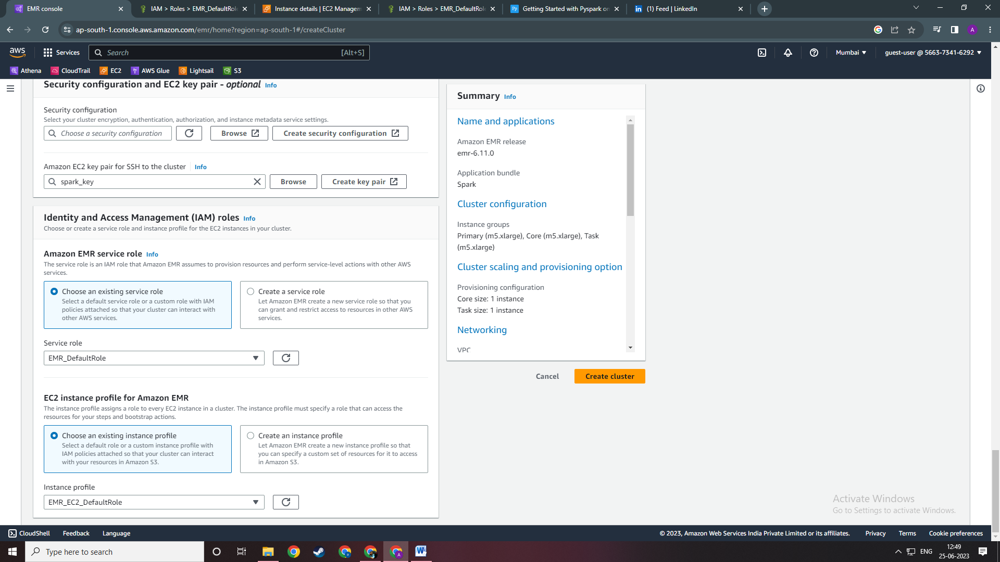 EMR console
IAM > Roles > EMR_DefaultRol
Instance details | EC2 Managem
IAM > Roles > EMR_DefaultRol
Getting Started with Pyspark on
(1) Feed | LinkedIn
ap-south-1.console.aws.amazon.com/emr/home?region=ap-south-1#/createCluster
A
aws
Services
Search
[Alt+S]
Mumbai
guest-user @ 5663-7341-6292
Athena
CloudTrail
EC2
AWS Glue
Lightsail
S3
Security configuration and EC2 key pair - optional Info
Security configuration
Select your cluster encryption, authentication, authorization, and instance metadata service settings.
Choose a security configuration
Browse
Create security configuration
Amazon EC2 key pair for SSH to the cluster Info
spark_key
Browse
Create key pair
Identity and Access Management (IAM) roles Info
Choose or create a service role and instance profile for the EC2 instances in your cluster.
Amazon EMR service role Info
The service role is an IAM role that Amazon EMR assumes to provision resources and perform service-level actions with other AWS
services.
Choose an existing service role
Select a default service role or a custom role with IAM
policies attached so that your cluster can interact with
other AWS services.
Create a service role
Let Amazon EMR create a new service role so that you
can grant and restrict access to resources in other AWS
services.
Service role
EMR_DefaultRole
EC2 instance profile for Amazon EMR
The instance profile assigns a role to every EC2 instance in a cluster. The instance profile must specify a role that can access the
resources for your steps and bootstrap actions.
Choose an existing instance profile
Select a default role or a custom instance profile with
IAM policies attached so that your cluster can interact
with your resources in Amazon S3.
Create an instance profile
Let Amazon EMR create a new instance profile so that
you can specify a custom set of resources for it to access
in Amazon S3.
Instance profile
EMR_EC2_DefaultRole
Summary Info
Name and applications
Amazon EMR release
emr-6.11.0
Application bundle
Spark
Cluster configuration
Instance groups
Primary (m5.xlarge), Core (m5.xlarge), Task
(m5.xlarge)
Cluster scaling and provisioning option
Provisioning configuration
Core size: 1 instance
Task size: 1 instance
Networking
VPC
Cancel
Create cluster
Activate Windows
Go to Settings to activate Windows.
CloudShell
Feedback
Language
© 2023, Amazon Web Services India Private Limited or its affiliates.
Privacy
Terms
Cookie preferences
Type here to search
ENG
12:49
25-06-2023